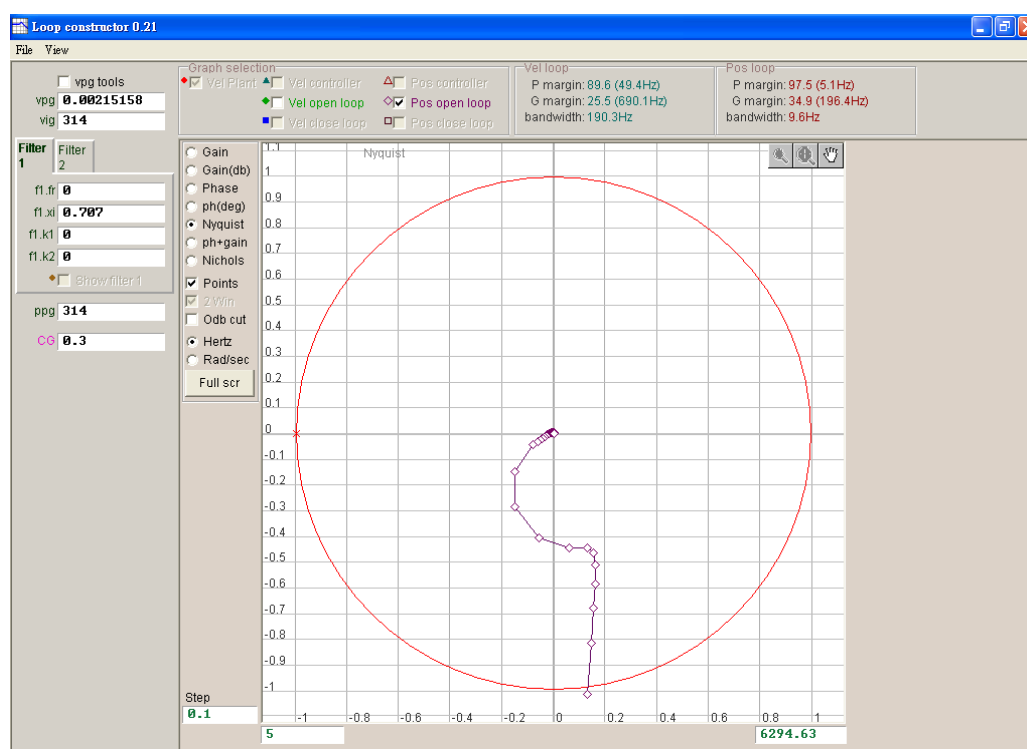 Loop constructor 0.21
File View
vpg tools
vpg 0.00215158
vig 314
Filter 1 Filter 2
f1.fr 0
f1.xi 0.707
f1.k1 0
f1.k2 0
Show filter 1
ppg 314
CG 0.3
Graph selection
Vel Plant Vel controller Pos controller
Vel open loop Pos open loop
Vel close loop Pos close loop
Vel loop
P margin: 89.6 (49.4Hz)
G margin: 25.5 (690.1Hz)
bandwidth: 190.3Hz
Pos loop
P margin: 97.5 (5.1Hz)
G margin: 34.9 (196.4Hz)
bandwidth: 9.6Hz
Gain
Gain(db)
Phase
ph(deg)
Nyquist
ph+gain
Nichols
Points
2 Win
Odb cut
Hertz
Rad/sec
Full scr
Step
0.1
Nyquist
1.1
1
0.9
0.8
0.7
0.6
0.5
0.4
0.3
0.2
0.1
0
-0.1
-0.2
-0.3
-0.4
-0.5
-0.6
-0.7
-0.8
-0.9
-1
-1 -0.8 -0.6 -0.4 -0.2 0 0.2 0.4 0.6 0.8 1
5 6294.63